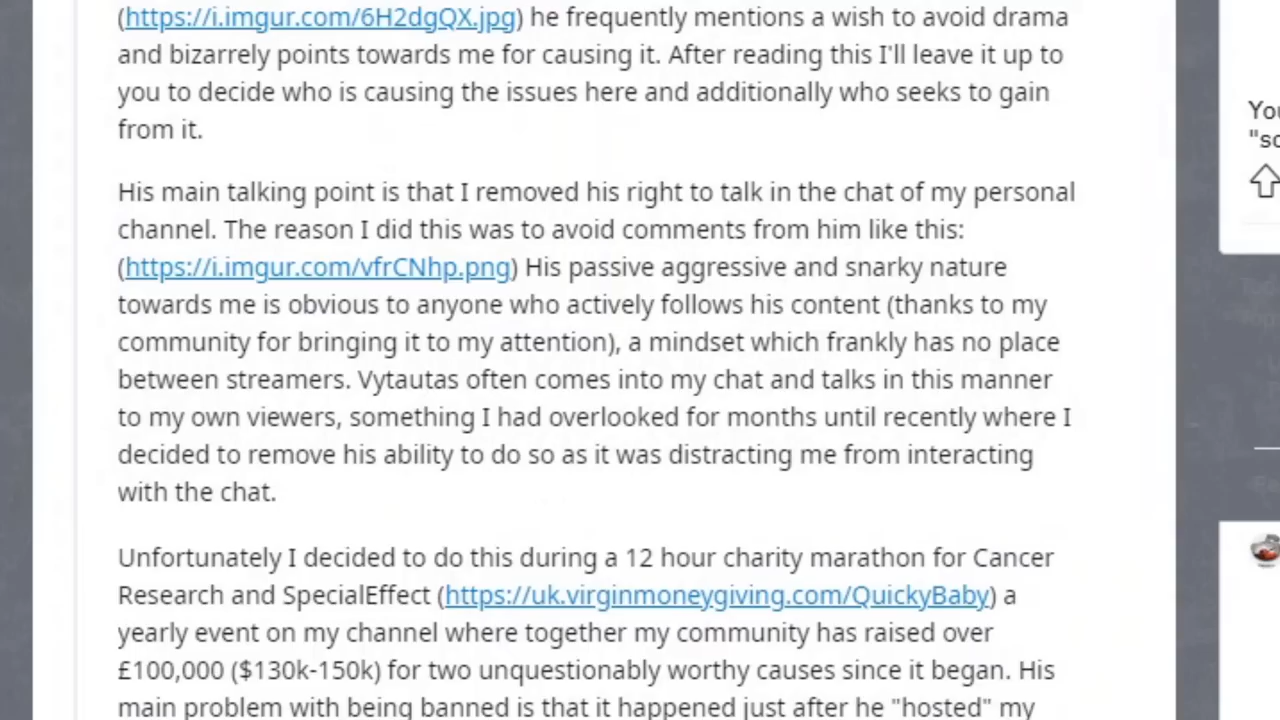 (https://i.imgur.com/6H2dgQX.jpg) he frequently mentions a wish to avoid drama
and bizarrely points towards me for causing it. After reading this I'll leave it up to
you to decide who is causing the issues here and additionally who seeks to gain
from it.
His main talking point is that I removed his right to talk in the chat of my personal
channel. The reason I did this was to avoid comments from him like this:
(https://i.imgur.com/vfrCNhp.png) His passive aggressive and snarky nature
towards me is obvious to anyone who actively follows his content (thanks to my
community for bringing it to my attention), a mindset which frankly has no place
between streamers. Vytautas often comes into my chat and talks in this manner
to my own viewers, something I had overlooked for months until recently where I
decided to remove his ability to do so as it was distracting me from interacting
with the chat.
Unfortunately I decided to do this during a 12 hour charity marathon for Cancer
Research and SpecialEffect (https://uk.virginmoneygiving.com/QuickyBaby) a
yearly event on my channel where together my community has raised over
£100,000 ($130k-150k) for two unquestionably worthy causes since it began. His
main problem with being banned is that it happened just after he "hosted" my